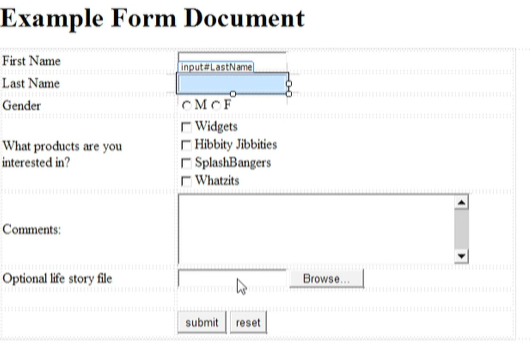 Example Form Document
First Name
input#LastName
Last Name
Gender M F
Widgets
What products are you Hibbity Jibbities
interested in? SplashBangers
Whatzits
Comments:
Optional life story file Browse...
submit reset